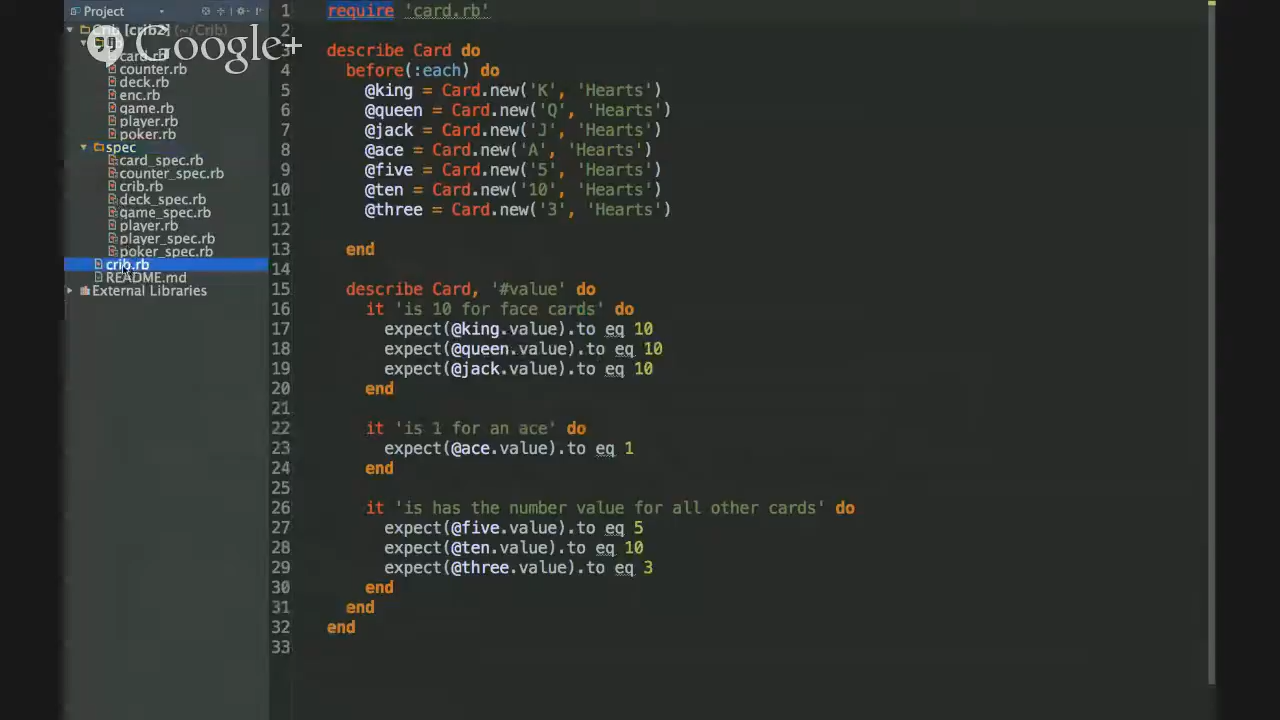 Project
Crib [crib2] (~/Crib)
Google+
card.rb
counter.rb
deck.rb
enc.rb
game.rb
player.rb
poker.rb
spec
card_spec.rb
counter_spec.rb
crib.rb
deck_spec.rb
game_spec.rb
player.rb
player_spec.rb
poker_spec.rb
crib.rb
README.md
External Libraries
1 require 'card.rb'
2
3 describe Card do
4 before(:each) do
5 @king = Card.new('K', 'Hearts')
6 @queen = Card.new('Q', 'Hearts')
7 @jack = Card.new('J', 'Hearts')
8 @ace = Card.new('A', 'Hearts')
9 @five = Card.new('5', 'Hearts')
10 @ten = Card.new('10', 'Hearts')
11 @three = Card.new('3', 'Hearts')
12
13 end
14
15 describe Card, '#value' do
16 it 'is 10 for face cards' do
17 expect(@king.value).to eq 10
18 expect(@queen.value).to eq 10
19 expect(@jack.value).to eq 10
20 end
21
22 it 'is 1 for an ace' do
23 expect(@ace.value).to eq 1
24 end
25
26 it 'is has the number value for all other cards' do
27 expect(@five.value).to eq 5
28 expect(@ten.value).to eq 10
29 expect(@three.value).to eq 3
30 end
31 end
32 end
33